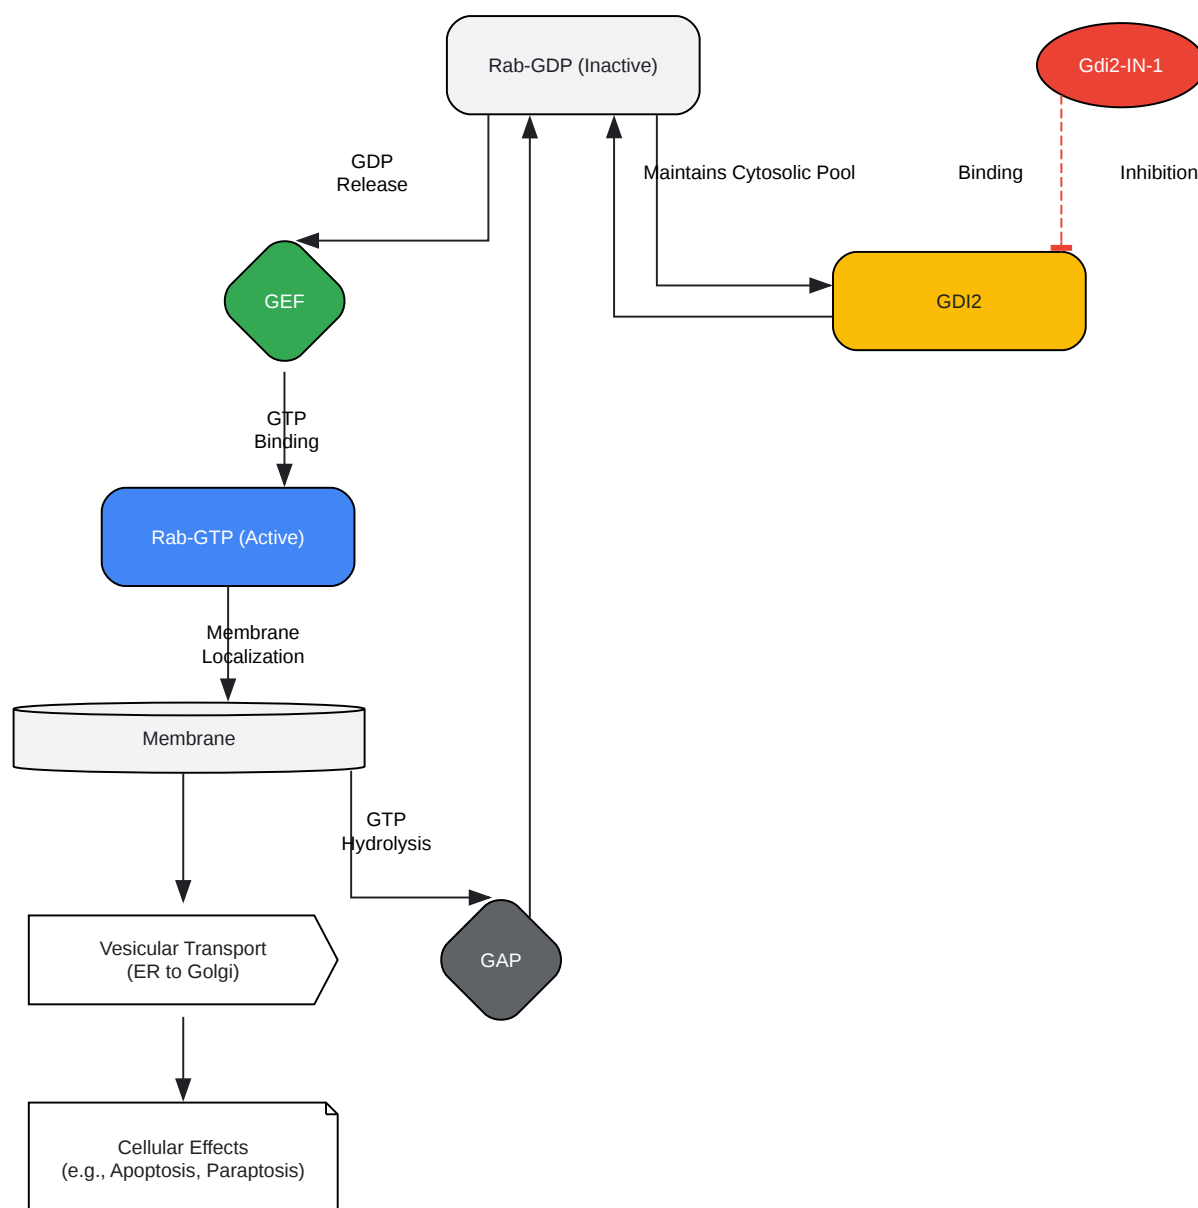 Rab-GDP (Inactive)
Gdi2-IN-1
GDP
Release
Maintains Cytosolic Pool
Binding
Inhibition
GEF
GDI2
GTP
Binding
Rab-GTP (Active)
Membrane
Localization
Membrane
GTP
Hydrolysis
Vesicular Transport
(ER to Golgi)
GAP
Cellular Effects
(e.g., Apoptosis, Paraptosis)